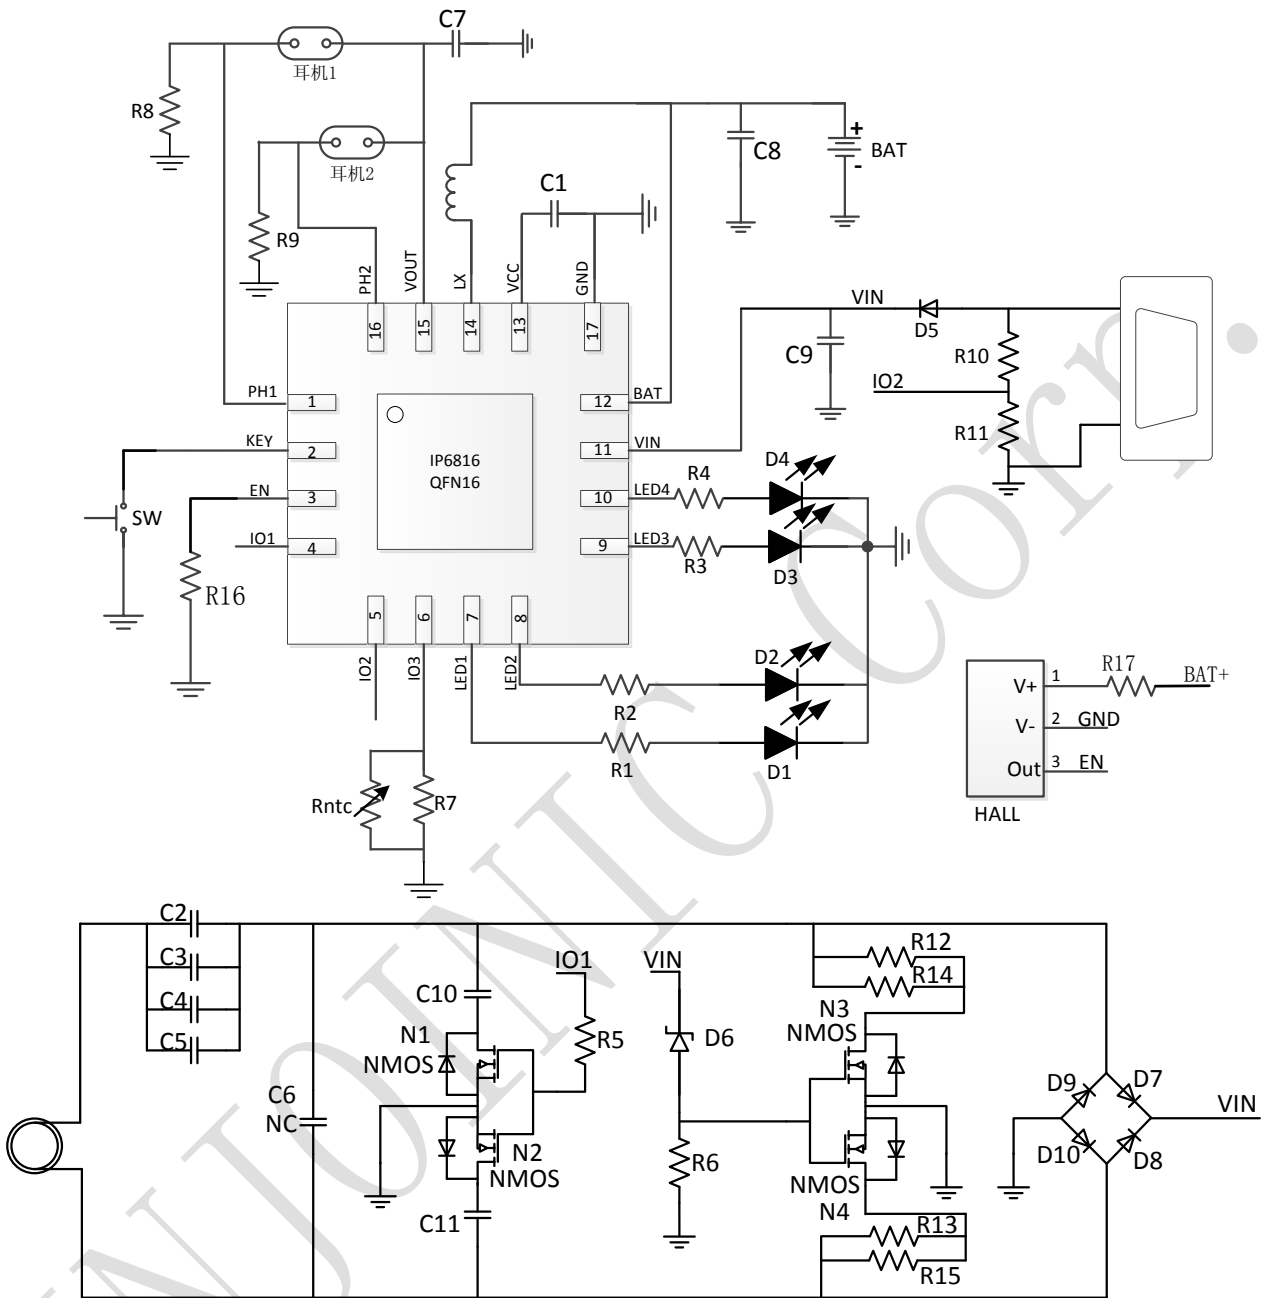 C7
耳机1
R8
耳机2
R9
C1
C8
+
BAT
-
PH2
VOUT
LX
VCC
GND
16
15
14
13
17
PH1
1
KEY
2
EN
3
IO1
4
SW
R16
IP6816
QFN16
12
BAT
11
VIN
10
LED4
9
LED3
R4
D4
R3
D3
VIN
D5
C9
R10
IO2
R11
5
6
7
8
IO2
IO3
LED1
LED2
R2
D2
R1
D1
Rntc
R7
V+
1
R17
BAT+
V-
2
GND
Out
3
EN
HALL
C2
C3
C4
C5
C6
NC
C10
IO1
N1
NMOS
R5
N2
NMOS
C11
VIN
D6
R6
R12
R14
N3
NMOS
NMOS
N4
R13
R15
D9
D7
D10
D8
VIN
INJOINIC Corr.